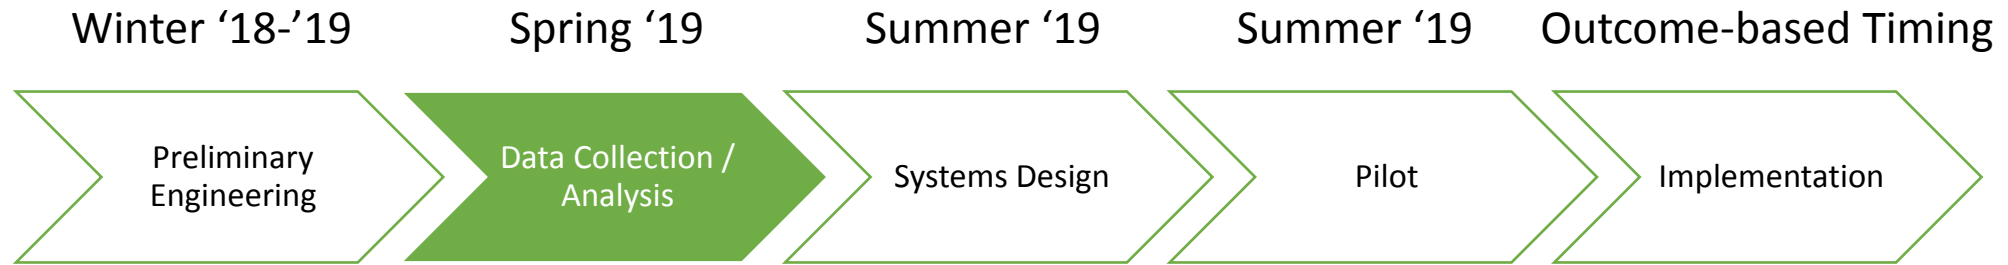 Winter ‘18-’19
Spring ‘19
Summer ‘19
Summer ‘19
Outcome-based Timing
Preliminary
Engineering
Data Collection /
Analysis
Systems Design
Pilot
Implementation